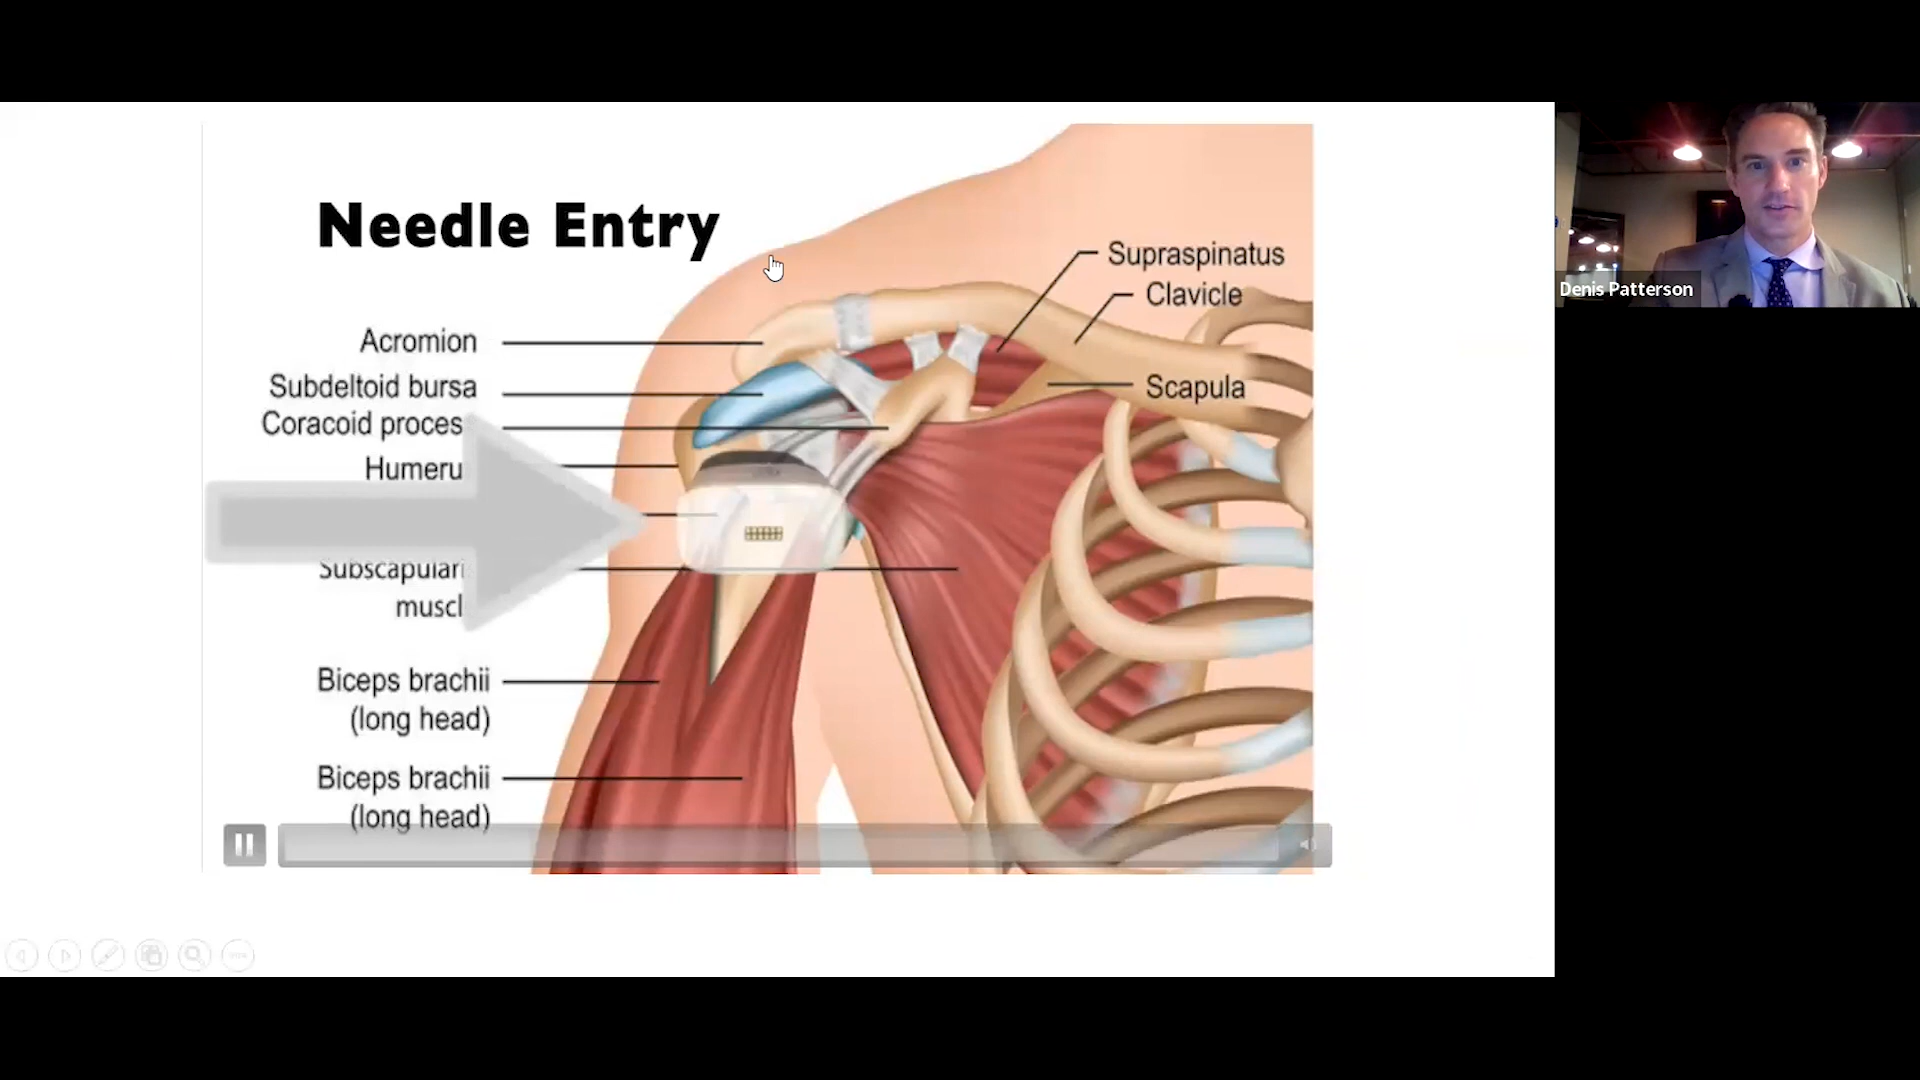 Needle Entry
Supraspinatus
Clavicle
Scapula
Acromion
Subdeltoid bursa
Coracoid proces
Humeru
Subscapulari
muscl
Biceps brachii
(long head)
Biceps brachii
(long head)
Denis Patterson